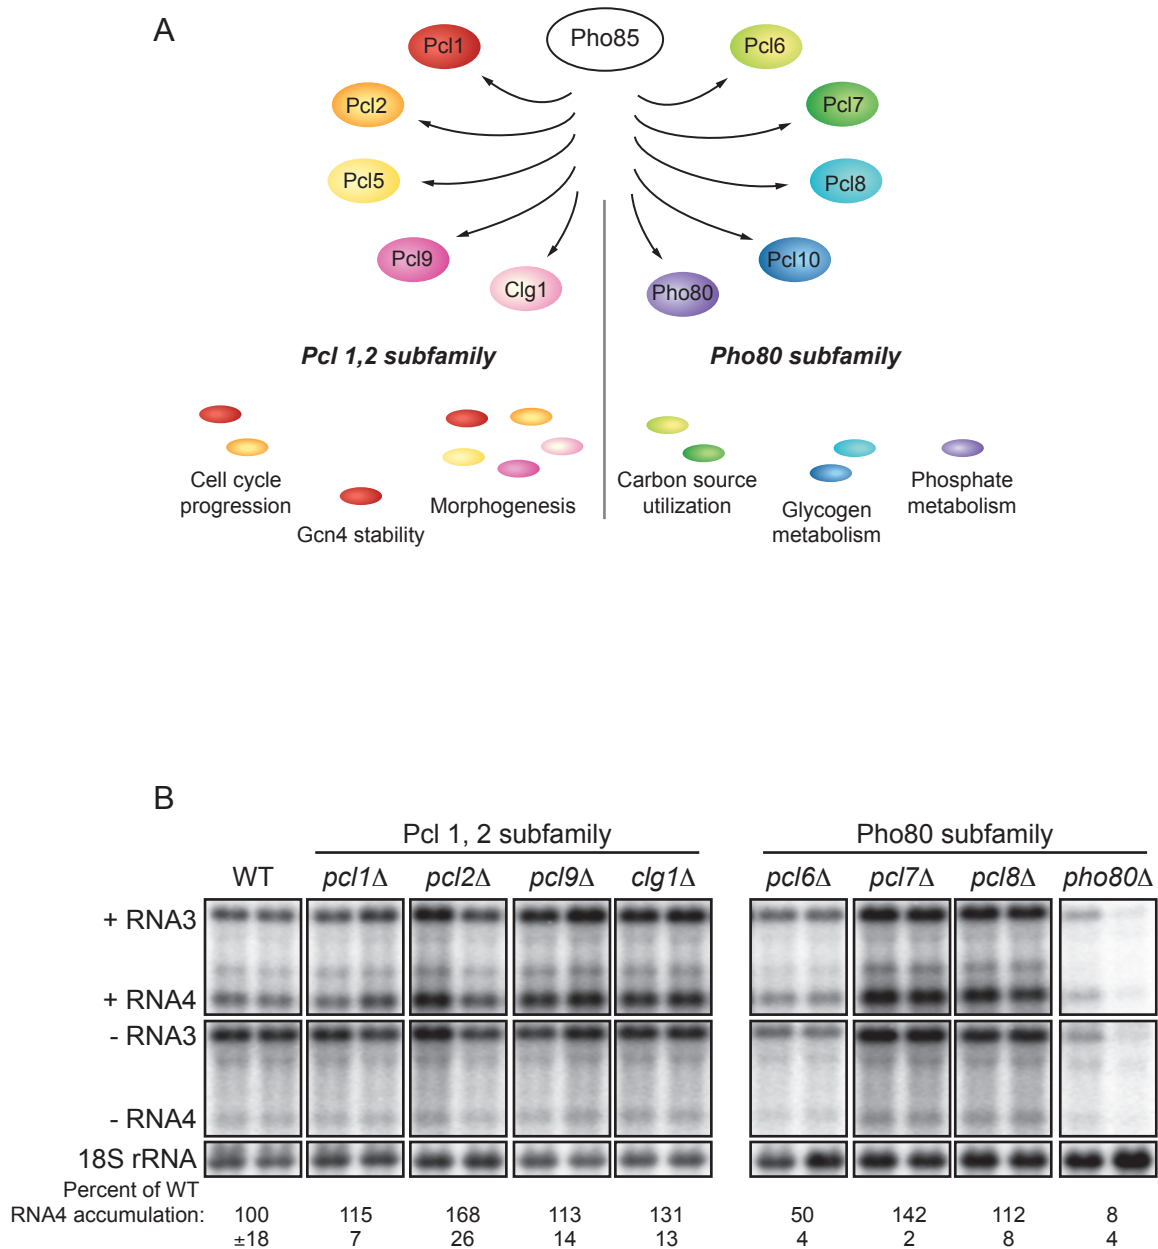 A
Pho85
Pcl1
Pcl6
Pcl2
Pcl7
Pcl5
Pcl8
Pcl9
Pcl10
Clg1
Pho80
Pcl 1,2 subfamily
Pho80 subfamily
Cell cycle
progression
Gcn4 stability
Morphogenesis
Carbon source
utilization
Glycogen
metabolism
Phosphate
metabolism
B
Pcl 1, 2 subfamily
Pho80 subfamily
WT pcl1Δ pcl2Δ pcl9Δ clg1Δ pcl6Δ pcl7Δ pcl8Δ pho80Δ
+ RNA3
+ RNA4
- RNA3
- RNA4
18S rRNA
Percent of WT
RNA4 accumulation: 100 115 168 113 131 50 142 112 8
±18 7 26 14 13 4 2 8 4